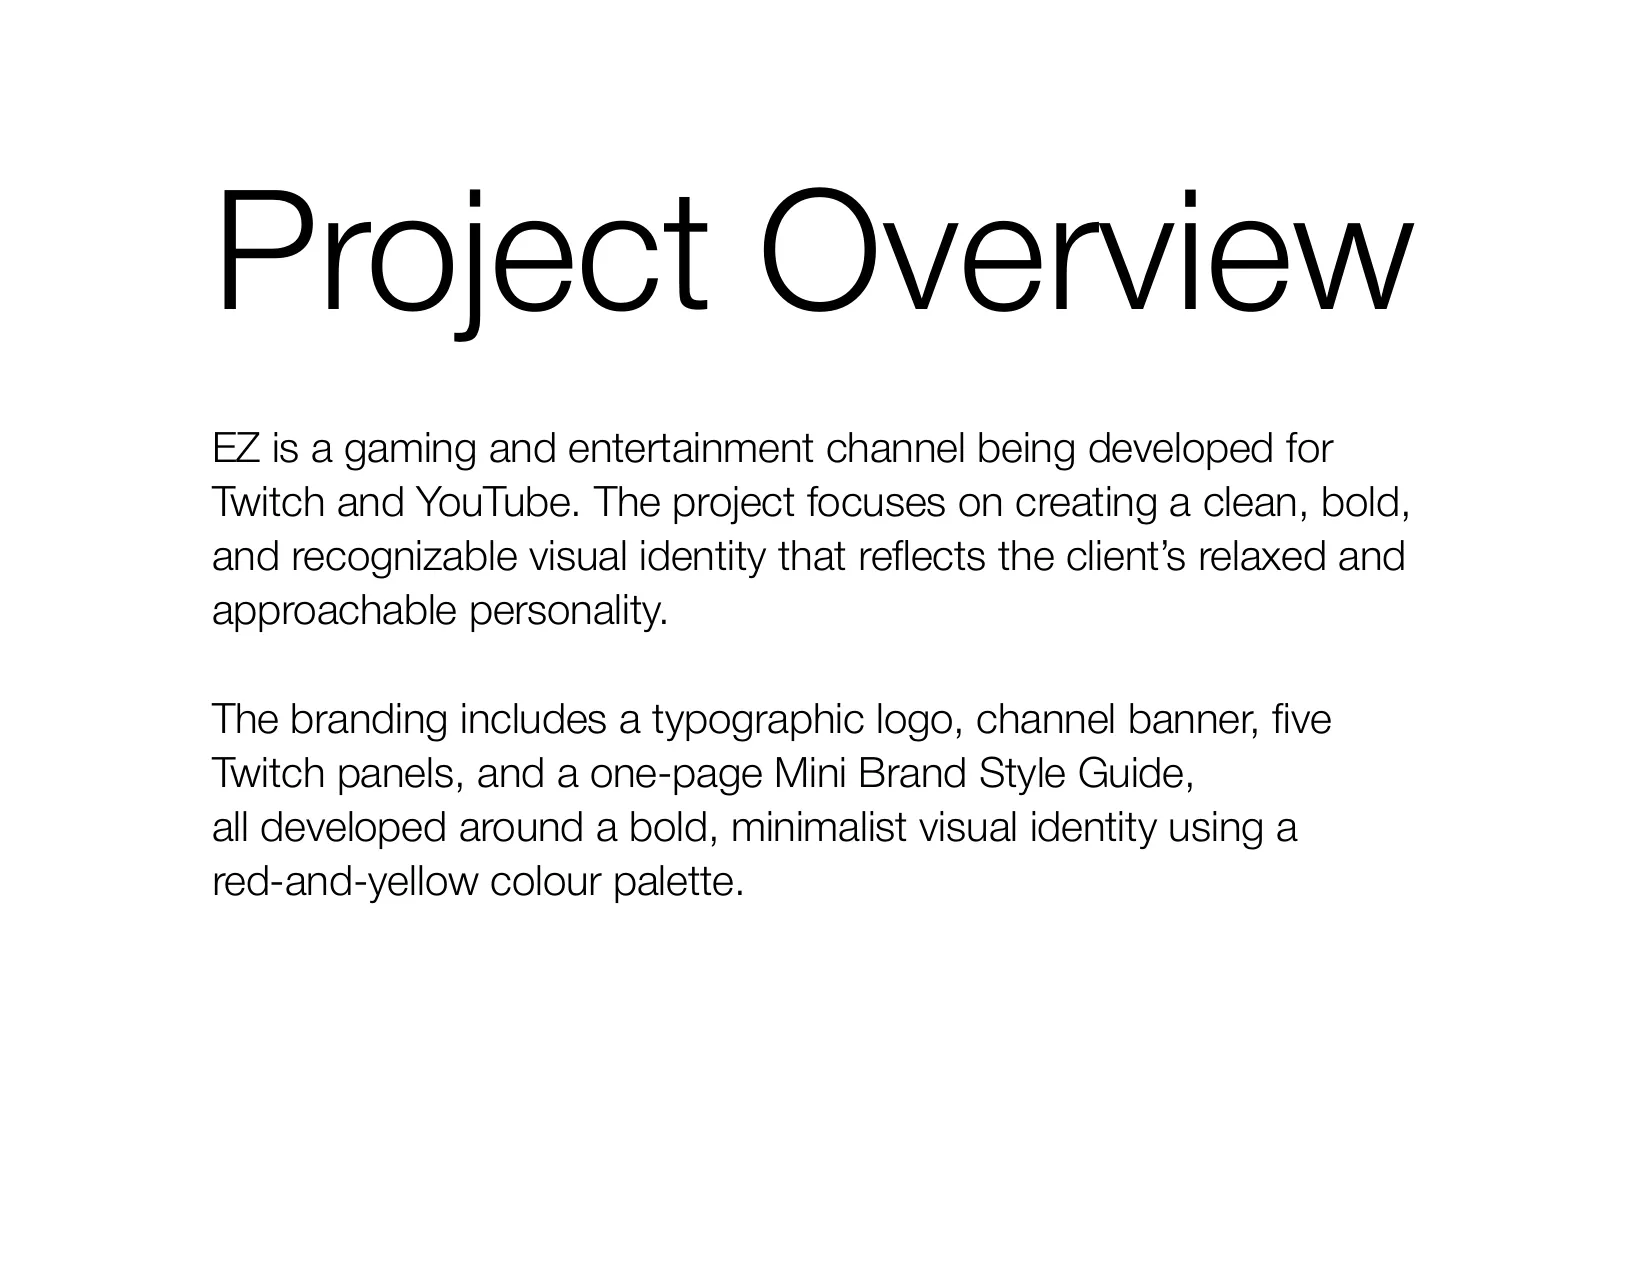 Project Overview
EZ is a gaming and entertainment channel being developed for
Twitch and YouTube. The project focuses on creating a clean, bold,
and recognizable visual identity that reflects the client’s relaxed and
approachable personality.
The branding includes a typographic logo, channel banner, five
Twitch panels, and a one-page Mini Brand Style Guide,
all developed around a bold, minimalist visual identity using a
red-and-yellow colour palette.